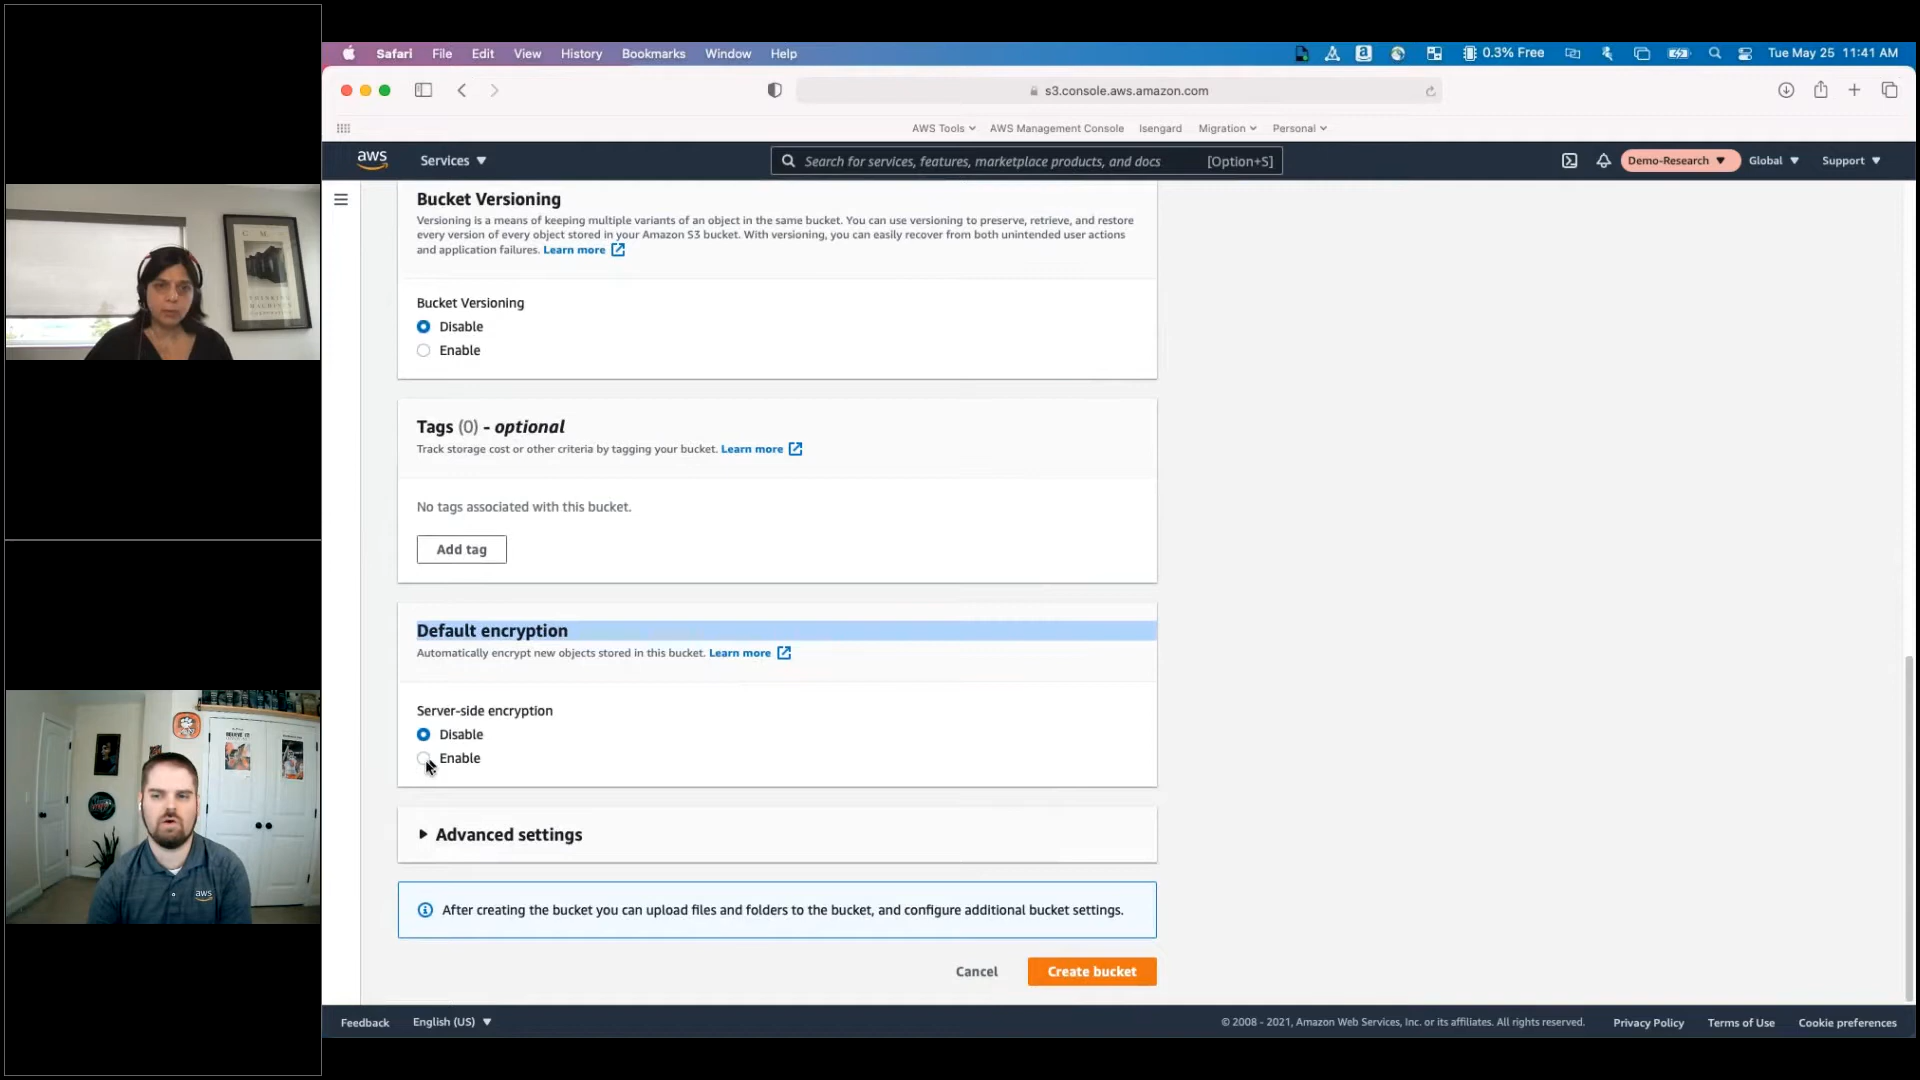 Safari File Edit View History Bookmarks Window Help 0.3% Free Tue May 25 11:41 AM
s3.console.aws.amazon.com
AWS Tools AWS Management Console Isengard Migration Personal
aws Services Search for services, features, marketplace products, and docs [Option+S] Demo-Research Global Support
Bucket Versioning
Versioning is a means of keeping multiple variants of an object in the same bucket. You can use versioning to preserve, retrieve, and restore
every version of every object stored in your Amazon S3 bucket. With versioning, you can easily recover from both unintended user actions
and application failures. Learn more
Bucket Versioning
Disable
Enable
Tags (0) - optional
Track storage cost or other criteria by tagging your bucket. Learn more
No tags associated with this bucket.
Add tag
Default encryption
Automatically encrypt new objects stored in this bucket. Learn more
Server-side encryption
Disable
Enable
Advanced settings
After creating the bucket you can upload files and folders to the bucket, and configure additional bucket settings.
Cancel Create bucket
Feedback English (US) © 2008 - 2021, Amazon Web Services, Inc. or its affiliates. All rights reserved. Privacy Policy Terms of Use Cookie preferences
aws